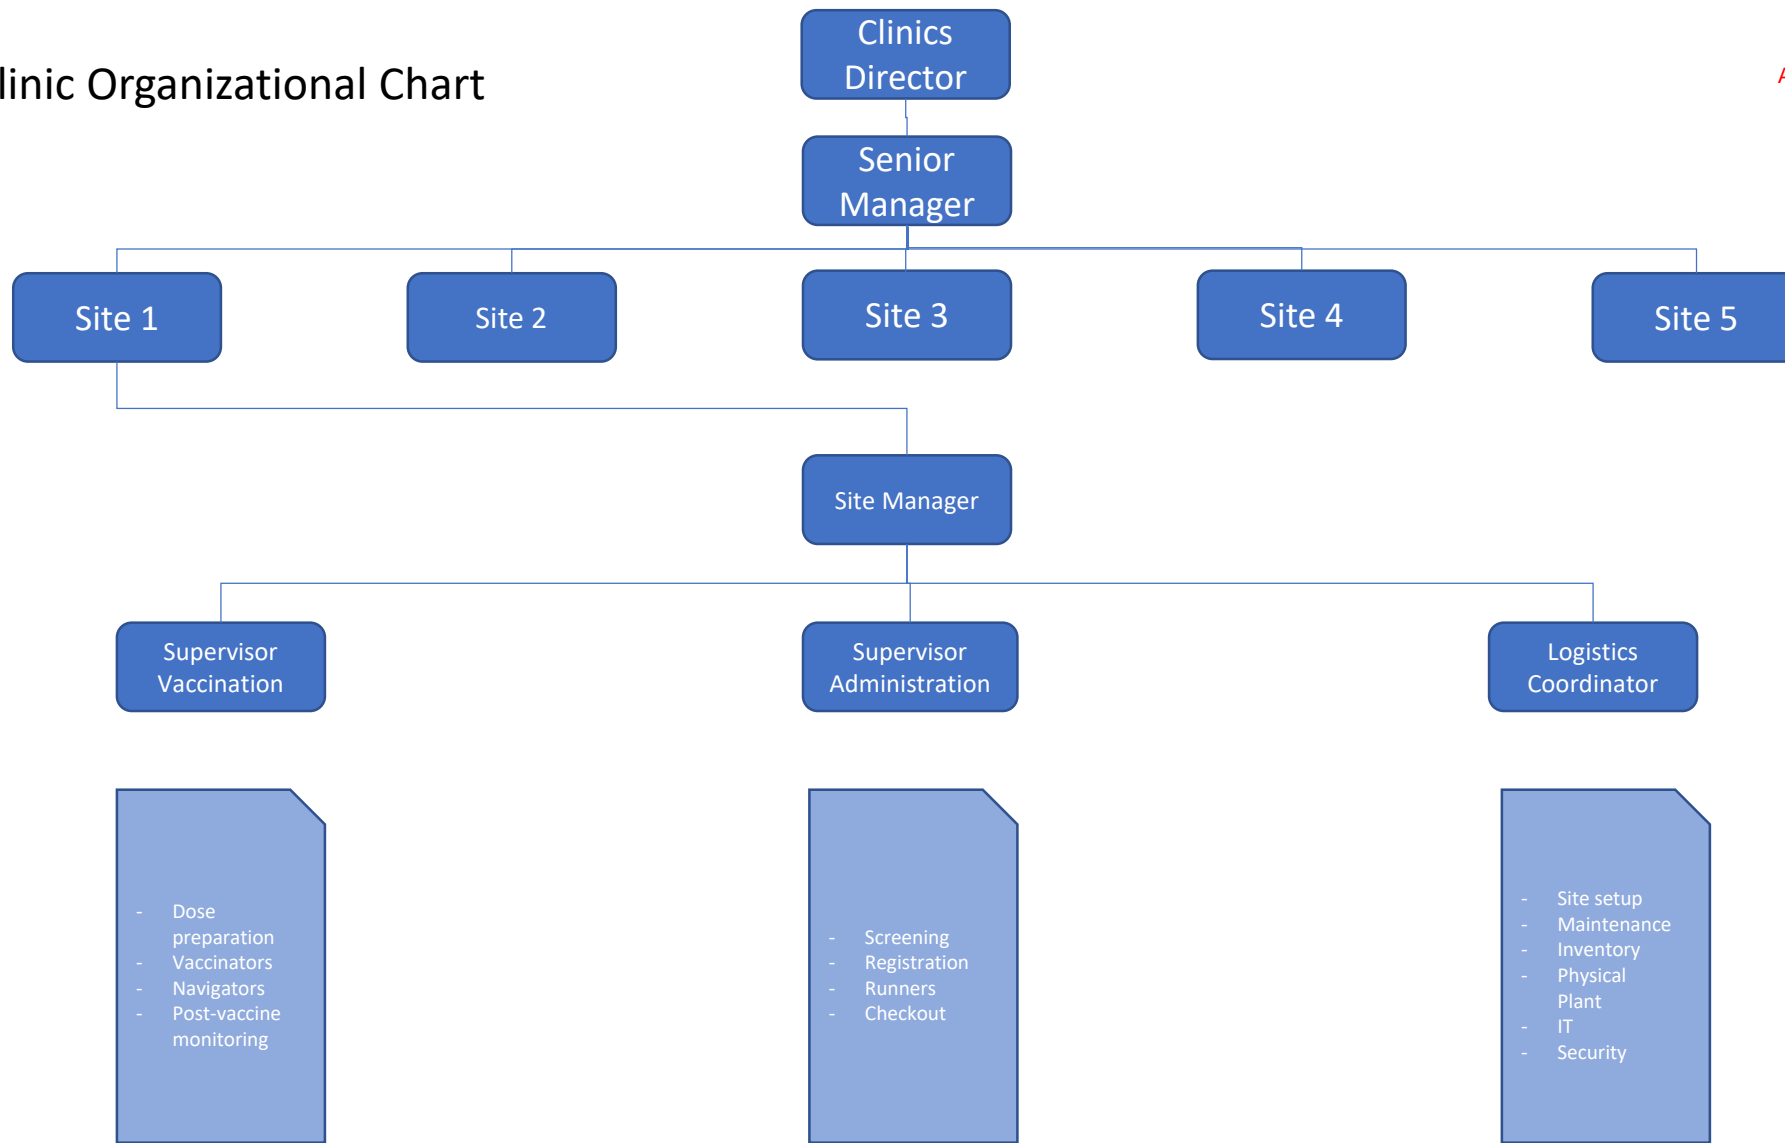 Clinics
Director
linic Organizational Chart
A
Senior
Manager
Site 1
Site 2
Site 3
Site 4
Site 5
Site Manager
Supervisor
Vaccination
Supervisor
Administration
Logistics
Coordinator
- Dose
preparation
- Vaccinators
- Navigators
- Post-vaccine
monitoring
- Screening
- Registration
- Runners
- Checkout
- Site setup
- Maintenance
- Inventory
- Physical
Plant
- IT
- Security